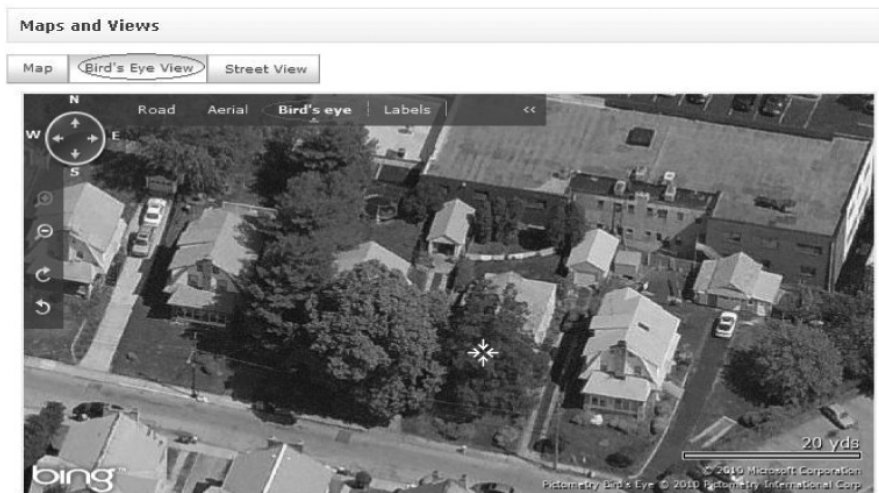 Maps and Views
Map Bird's Eye View Street View
N
Road Aerial Bird's eye Labels <<
W E
S
20 yds
bing™
© 2010 Microsoft Corporation
Pictometry Bird's Eye © 2010 Pictometry International Corp